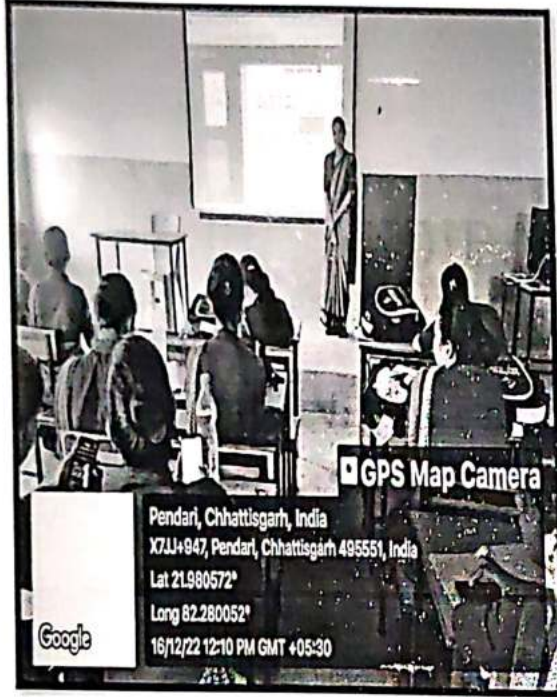 GPS Map Camera
Pendari, Chhattisgarh, India
X7JJ+947, Pendari, Chhattisgarh 495551, India
Lat 21.980572°
Long 82.280052°
16/12/22 12:10 PM GMT +05:30
Google